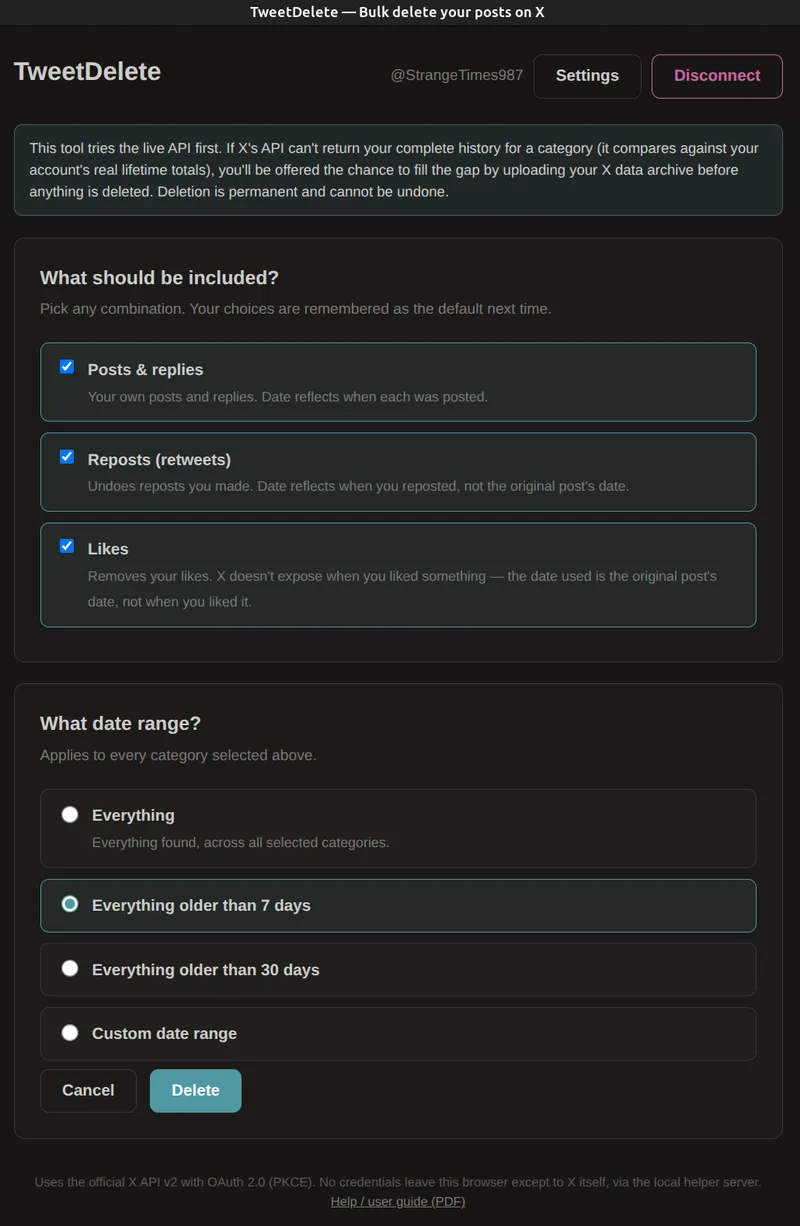 TweetDelete — Bulk delete your posts on X
TweetDelete
@StrangeTimes987
Settings
Disconnect
This tool tries the live API first. If X's API can't return your complete history for a category (it compares against your
account's real lifetime totals), you'll be offered the chance to fill the gap by uploading your X data archive before
anything is deleted. Deletion is permanent and cannot be undone.
What should be included?
Pick any combination. Your choices are remembered as the default next time.
Posts & replies
Your own posts and replies. Date reflects when each was posted.
Reposts (retweets)
Undoes reposts you made. Date reflects when you reposted, not the original post's date.
Likes
Removes your likes. X doesn't expose when you liked something — the date used is the original post's
date, not when you liked it.
What date range?
Applies to every category selected above.
Everything
Everything found, across all selected categories.
Everything older than 7 days
Everything older than 30 days
Custom date range
Cancel
Delete
Uses the official X API v2 with OAuth 2.0 (PKCE). No credentials leave this browser except to X itself, via the local helper server.
Help / user guide (PDF)